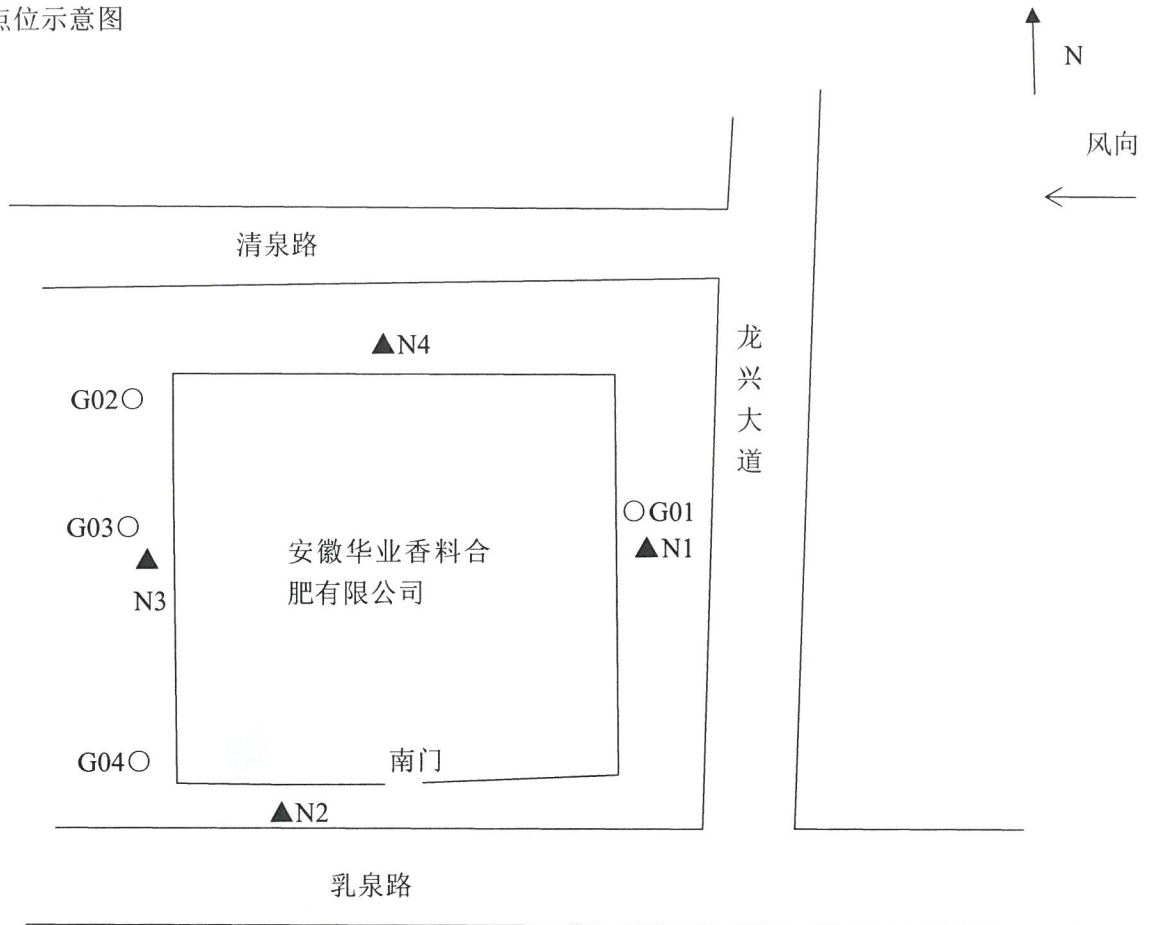 点位示意图
N
风向
清泉路
龙兴大道
▲N4
G02○
G03○
○G01
▲N1
安徽华业香料合
肥有限公司
▲
N3
G04○
南门
▲N2
乳泉路